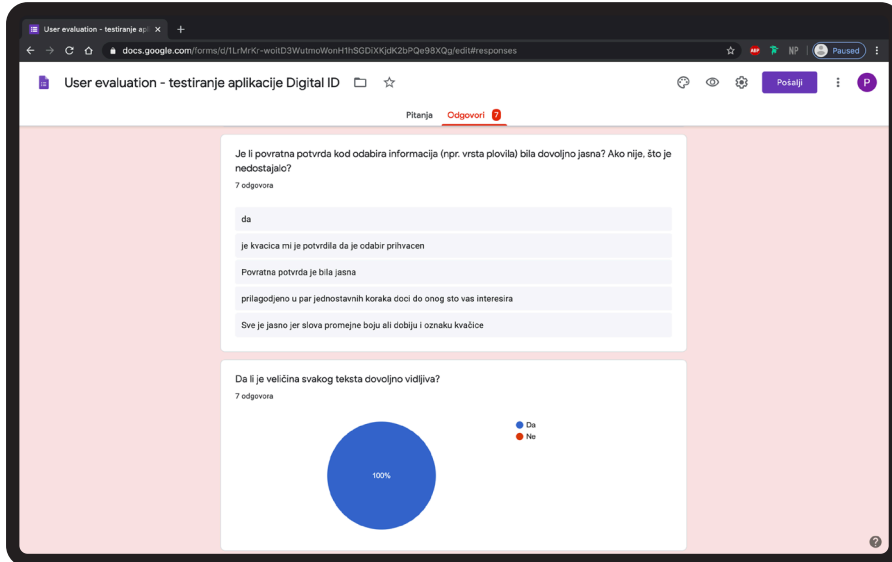 User evaluation - testiranje apl
docs.google.com/forms/d/1LrMrKr-woitD3WutmoWonH1hSGDiXKjdK2bPQe98XQg/edit#responses
ABP
NP
Paused
User evaluation - testiranje aplikacije Digital ID
Pošalji
P
Pitanja
Odgovori 7
Je li povratna potvrda kod odabira informacija (npr. vrsta plovila) bila dovoljno jasna? Ako nije, što je
nedostajalo?
7 odgovora
da
je kvacica mi je potvrdila da je odabir prihvacen
Povratna potvrda je bila jasna
prilagodjeno u par jednostavnih koraka doci do onog sto vas interesira
Sve je jasno jer slova promejne boju ali dobiju i oznaku kvačice
Da li je veličina svakog teksta dovoljno vidljiva?
7 odgovora
Da
Ne
100%